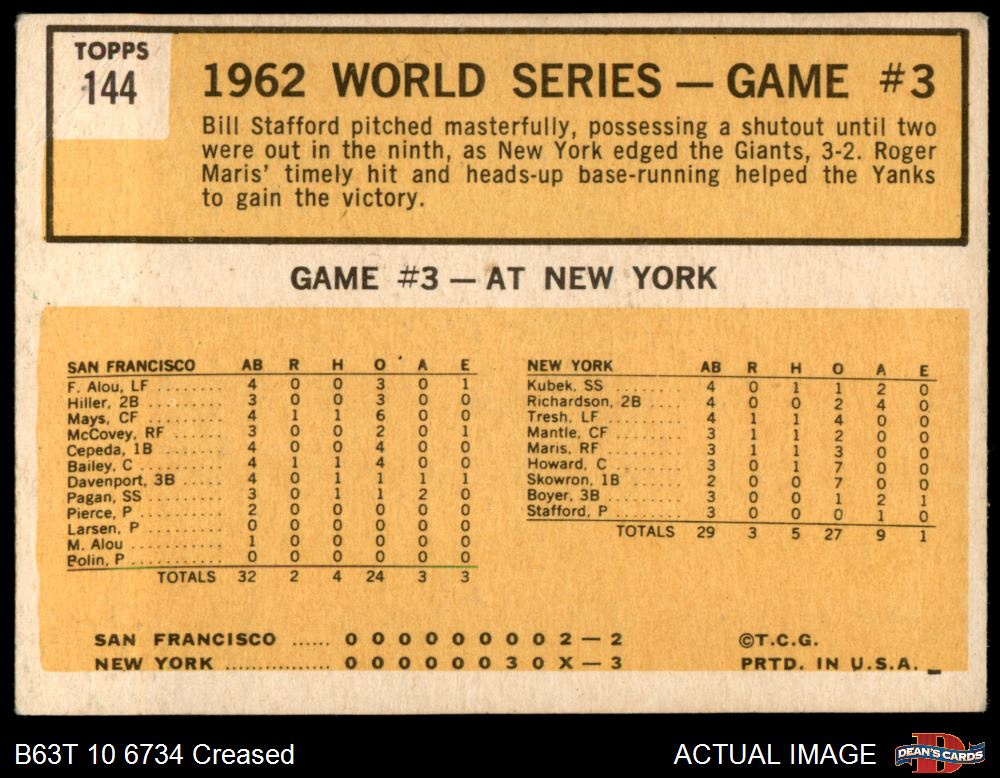 TOPPS
144
1962 WORLD SERIES — GAME #3
Bill Stafford pitched masterfully, possessing a shutout until two
were out in the ninth, as New York edged the Giants, 3-2. Roger
Maris' timely hit and heads-up base-running helped the Yanks
to gain the victory.
GAME #3 — AT NEW YORK
SAN FRANCISCO AB R H O A E
F. Alou, LF ........ 4 0 0 3 0 1
Hiller, 2B ......... 3 0 0 3 0 0
Mays, CF ......... 4 1 1 6 0 0
McCovey, RF ...... 3 0 0 2 0 1
Cepeda, 1B ........ 4 0 0 4 0 0
Bailey, C .......... 4 1 1 4 0 0
Davenport, 3B ..... 4 0 1 1 1 1
Pagan, SS ......... 3 0 1 1 2 0
Pierce, P .......... 2 0 0 0 0 0
Larsen, P .......... 0 0 0 0 0 0
M. Alou ........... 1 0 0 0 0 0
Bolin, P ........... 0 0 0 0 0 0
TOTALS 32 2 4 24 3 3
NEW YORK AB R H O A E
Kubek, SS ......... 4 0 1 1 2 0
Richardson, 2B .... 4 0 0 2 4 0
Tresh, LF ......... 4 1 1 4 0 0
Mantle, CF ........ 3 1 1 2 0 0
Maris, RF ......... 3 1 1 3 0 0
Howard, C ......... 3 0 1 7 0 0
Skowron, 1B ....... 2 0 0 7 0 0
Boyer, 3B ......... 3 0 0 1 2 1
Stafford, P ........ 3 0 0 0 1 0
TOTALS 29 3 5 27 9 1
SAN FRANCISCO ...... 0 0 0 0 0 0 0 0 2 — 2
NEW YORK ................ 0 0 0 0 0 0 3 0 X — 3
©T.C.G.
PRTD. IN U.S.A.
B63T 10 6734 Creased
ACTUAL IMAGE
DEAN'S CARDS